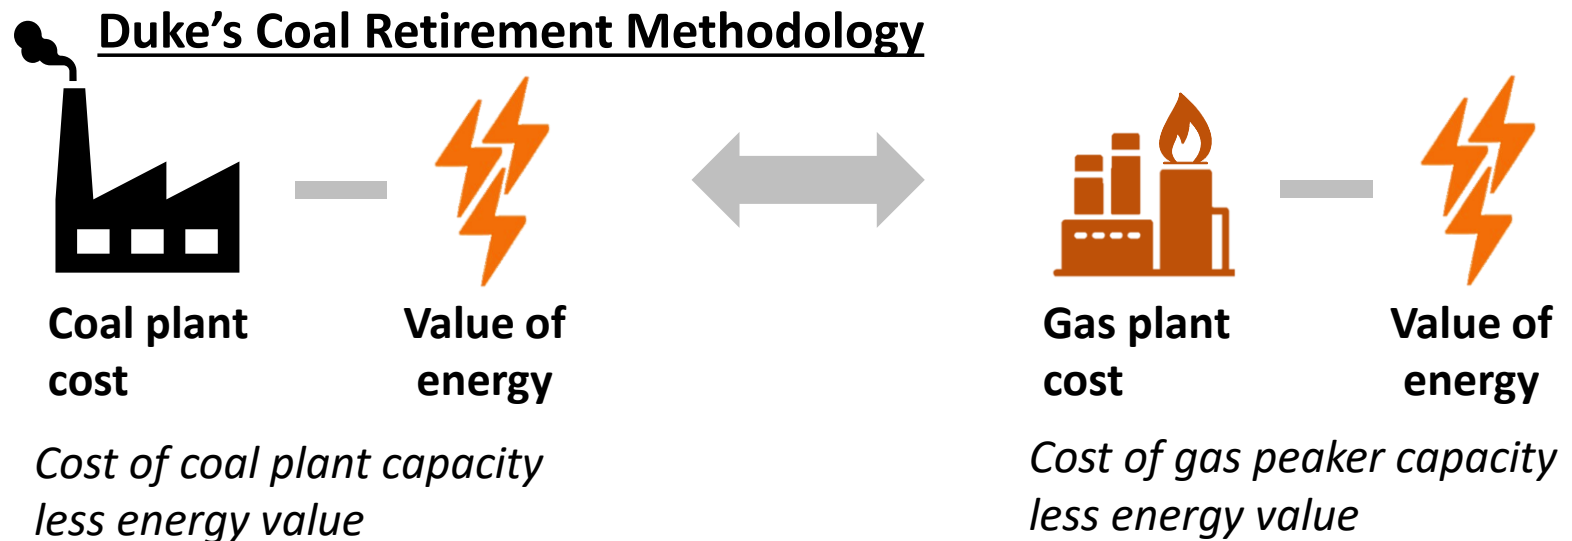 Duke’s Coal Retirement Methodology
Coal plant
cost
Value of
energy
Gas plant
cost
Value of
energy
Cost of coal plant capacity
less energy value
Cost of gas peaker capacity
less energy value